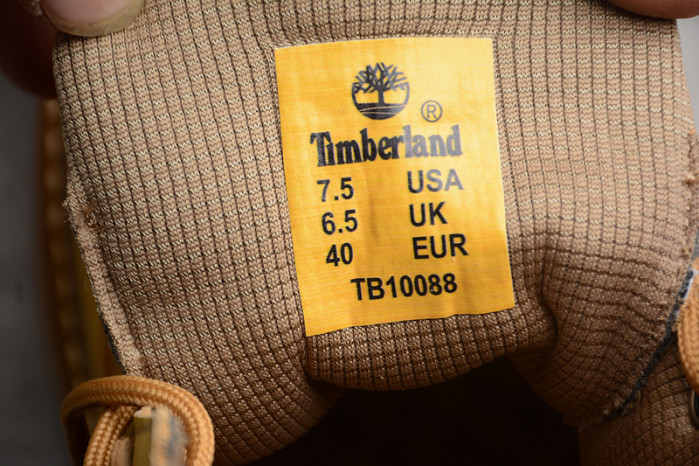 ®
Timberland
7.5 USA
6.5 UK
40 EUR
TB10088